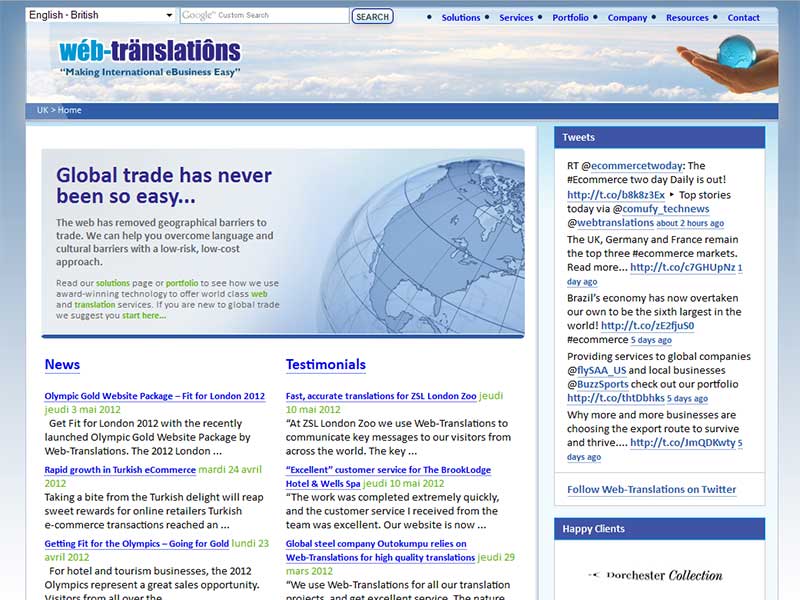 English - British
Google™ Custom Search
SEARCH
Solutions
Services
Portfolio
Company
Resources
Contact
wéb-tränslatiôns
“Making International eBusiness Easy”
UK > Home
Global trade has never
been so easy...
The web has removed geographical barriers to
trade. We can help you overcome language and
cultural barriers with a low-risk, low-cost
approach.
Read our solutions page or portfolio to see how we use
award-winning technology to offer world class web
and translation services. If you are new to global trade
we suggest you start here...
News
Olympic Gold Website Package – Fit for London 2012
jeudi 3 mai 2012
Get Fit for London 2012 with the recently
launched Olympic Gold Website Package by
Web-Translations. The 2012 London ...
Rapid growth in Turkish eCommerce mardi 24 avril
2012
Taking a bite from the Turkish delight will reap
sweet rewards for online retailers Turkish
e-commerce transactions reached an ...
Getting Fit for the Olympics – Going for Gold lundi 23
avril 2012
For hotel and tourism businesses, the 2012
Olympics represent a great sales opportunity.
Visitors from all over the
Testimonials
Fast, accurate translations for ZSL London Zoo jeudi
10 mai 2012
“At ZSL London Zoo we use Web-Translations to
communicate key messages to our visitors from
across the world. The key ...
“Excellent” customer service for The BrookLodge
Hotel & Wells Spa jeudi 10 mai 2012
“The work was completed extremely quickly,
and the customer service I received from the
team was excellent. Our website is now ...
Global steel company Outokumpu relies on
Web-Translations for high quality translations jeudi 29
mars 2012
“We use Web-Translations for all our translation
projects, and get excellent service. The nature
Tweets
RT @ecommercetwoday: The
#Ecommerce two day Daily is out!
http://t.co/b8k8z3Ex ▸ Top stories
today via @comufy_technews
@webtranslations about 2 hours ago
The UK, Germany and France remain
the top three #ecommerce markets.
Read more... http://t.co/c7GHUpNz 1
day ago
Brazil’s economy has now overtaken
our own to be the sixth largest in the
world! http://t.co/zE2fjuS0
#ecommerce 5 days ago
Providing services to global companies
@flySAA_US and local businesses
@BuzzSports check out our portfolio
http://t.co/thtDbhks 5 days ago
Why more and more businesses are
choosing the export route to survive
and thrive.... http://t.co/JmQDKwty 5
days ago
Follow Web-Translations on Twitter
Happy Clients
Dorchester Collection